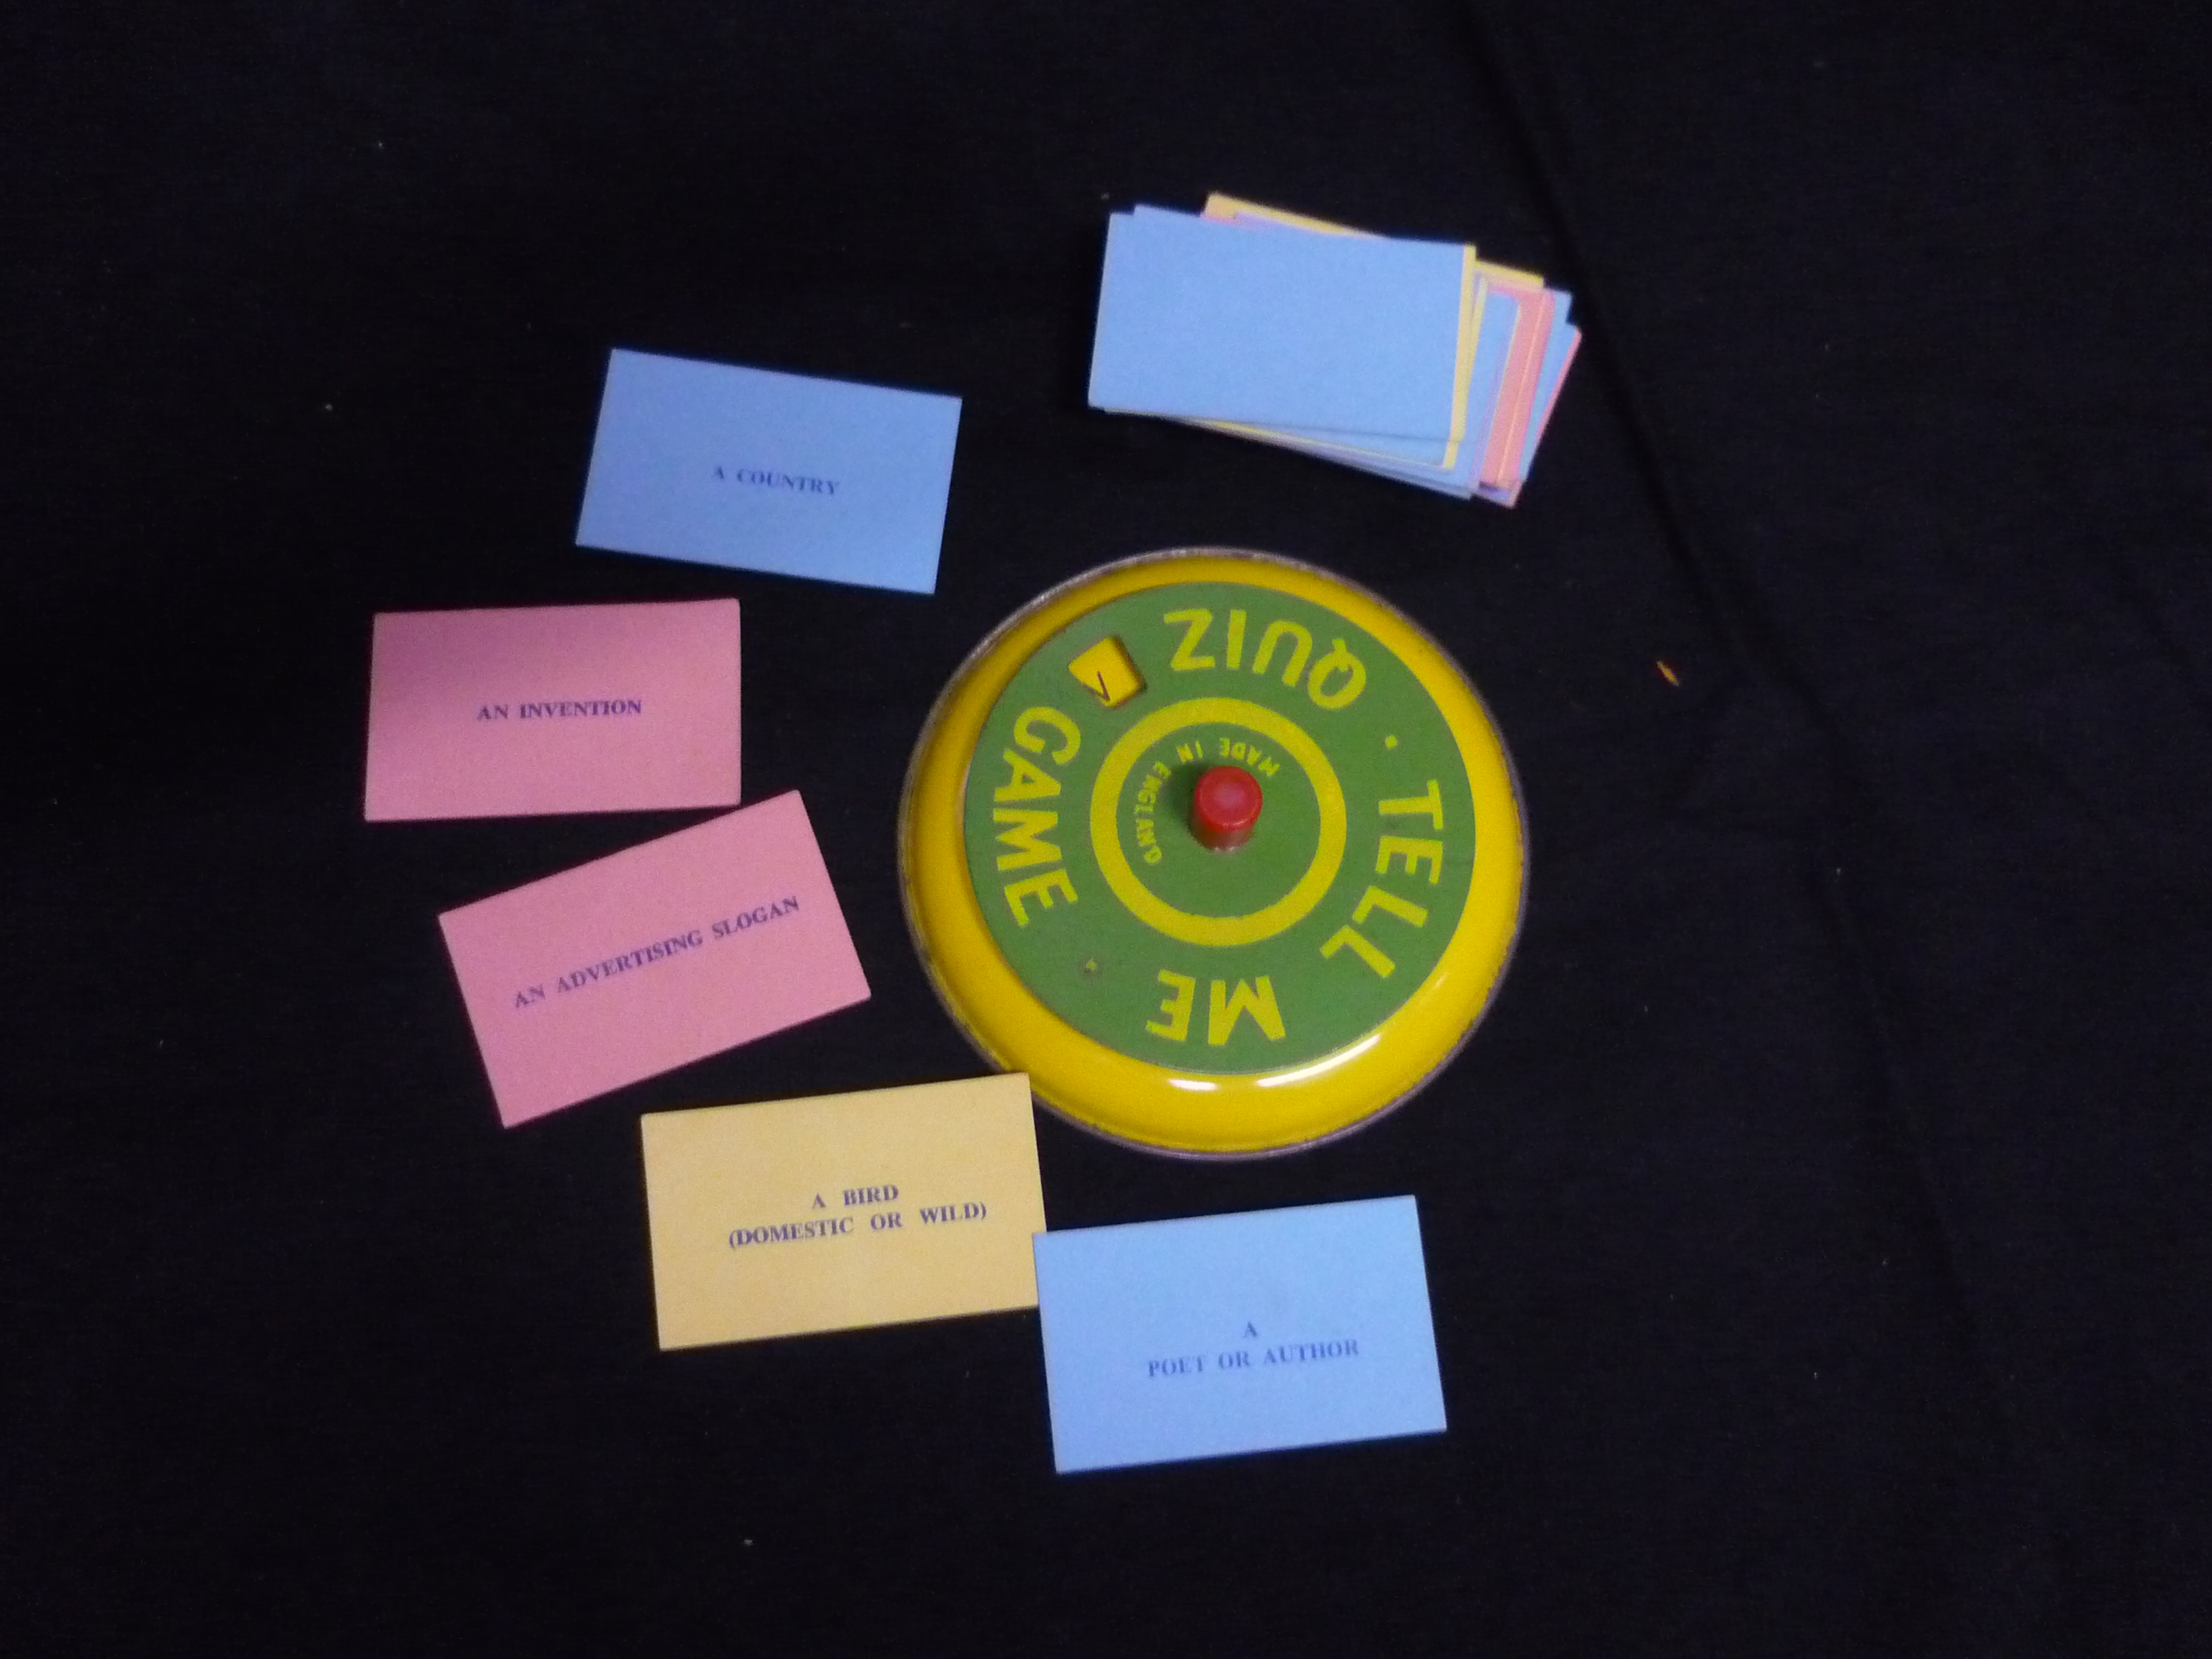 A COUNTRY
AN INVENTION
AN ADVERTISING SLOGAN
A BIRD
(DOMESTIC OR WILD)
A
POET OR AUTHOR
TELL ME QUIZ GAME
MADE IN ENGLAND